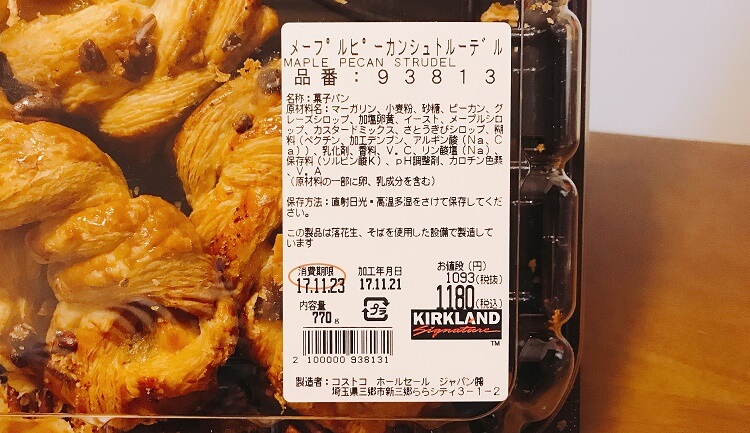 メープルピーカンシュトルーデル
MAPLE PECAN STRUDEL
品番：93813
名称：菓子パン
原材料名：マーガリン、小麦粉、砂糖、ピーカン、グ
レーズシロップ、加塩卵黄、イースト、メープルシロ
ップ、カスタードミックス、さとうきびシロップ、糊
料（ペクチン、加工デンプン、アルギン酸（Na、C
a））、乳化剤、香料、V．C、リン酸塩（Na）、
保存料（ソルビン酸K）、pH調整剤、カロチン色素
、V．A
（原材料の一部に卵、乳成分を含む）
保存方法：直射日光・高温多湿をさけて保存してくだ
さい。
この製品は落花生、そばを使用した設備で製造して
います
消費期限 加工年月日 お値段（円）
17.11.23 17.11.21 1093(税抜)
内容量 プラ 1180(税込)
770g
KIRKLAND
Signature
TM
2 100000 938131
製造者：コストコ ホールセール ジャパン㈱
埼玉県三郷市新三郷ららシティ3-1-2